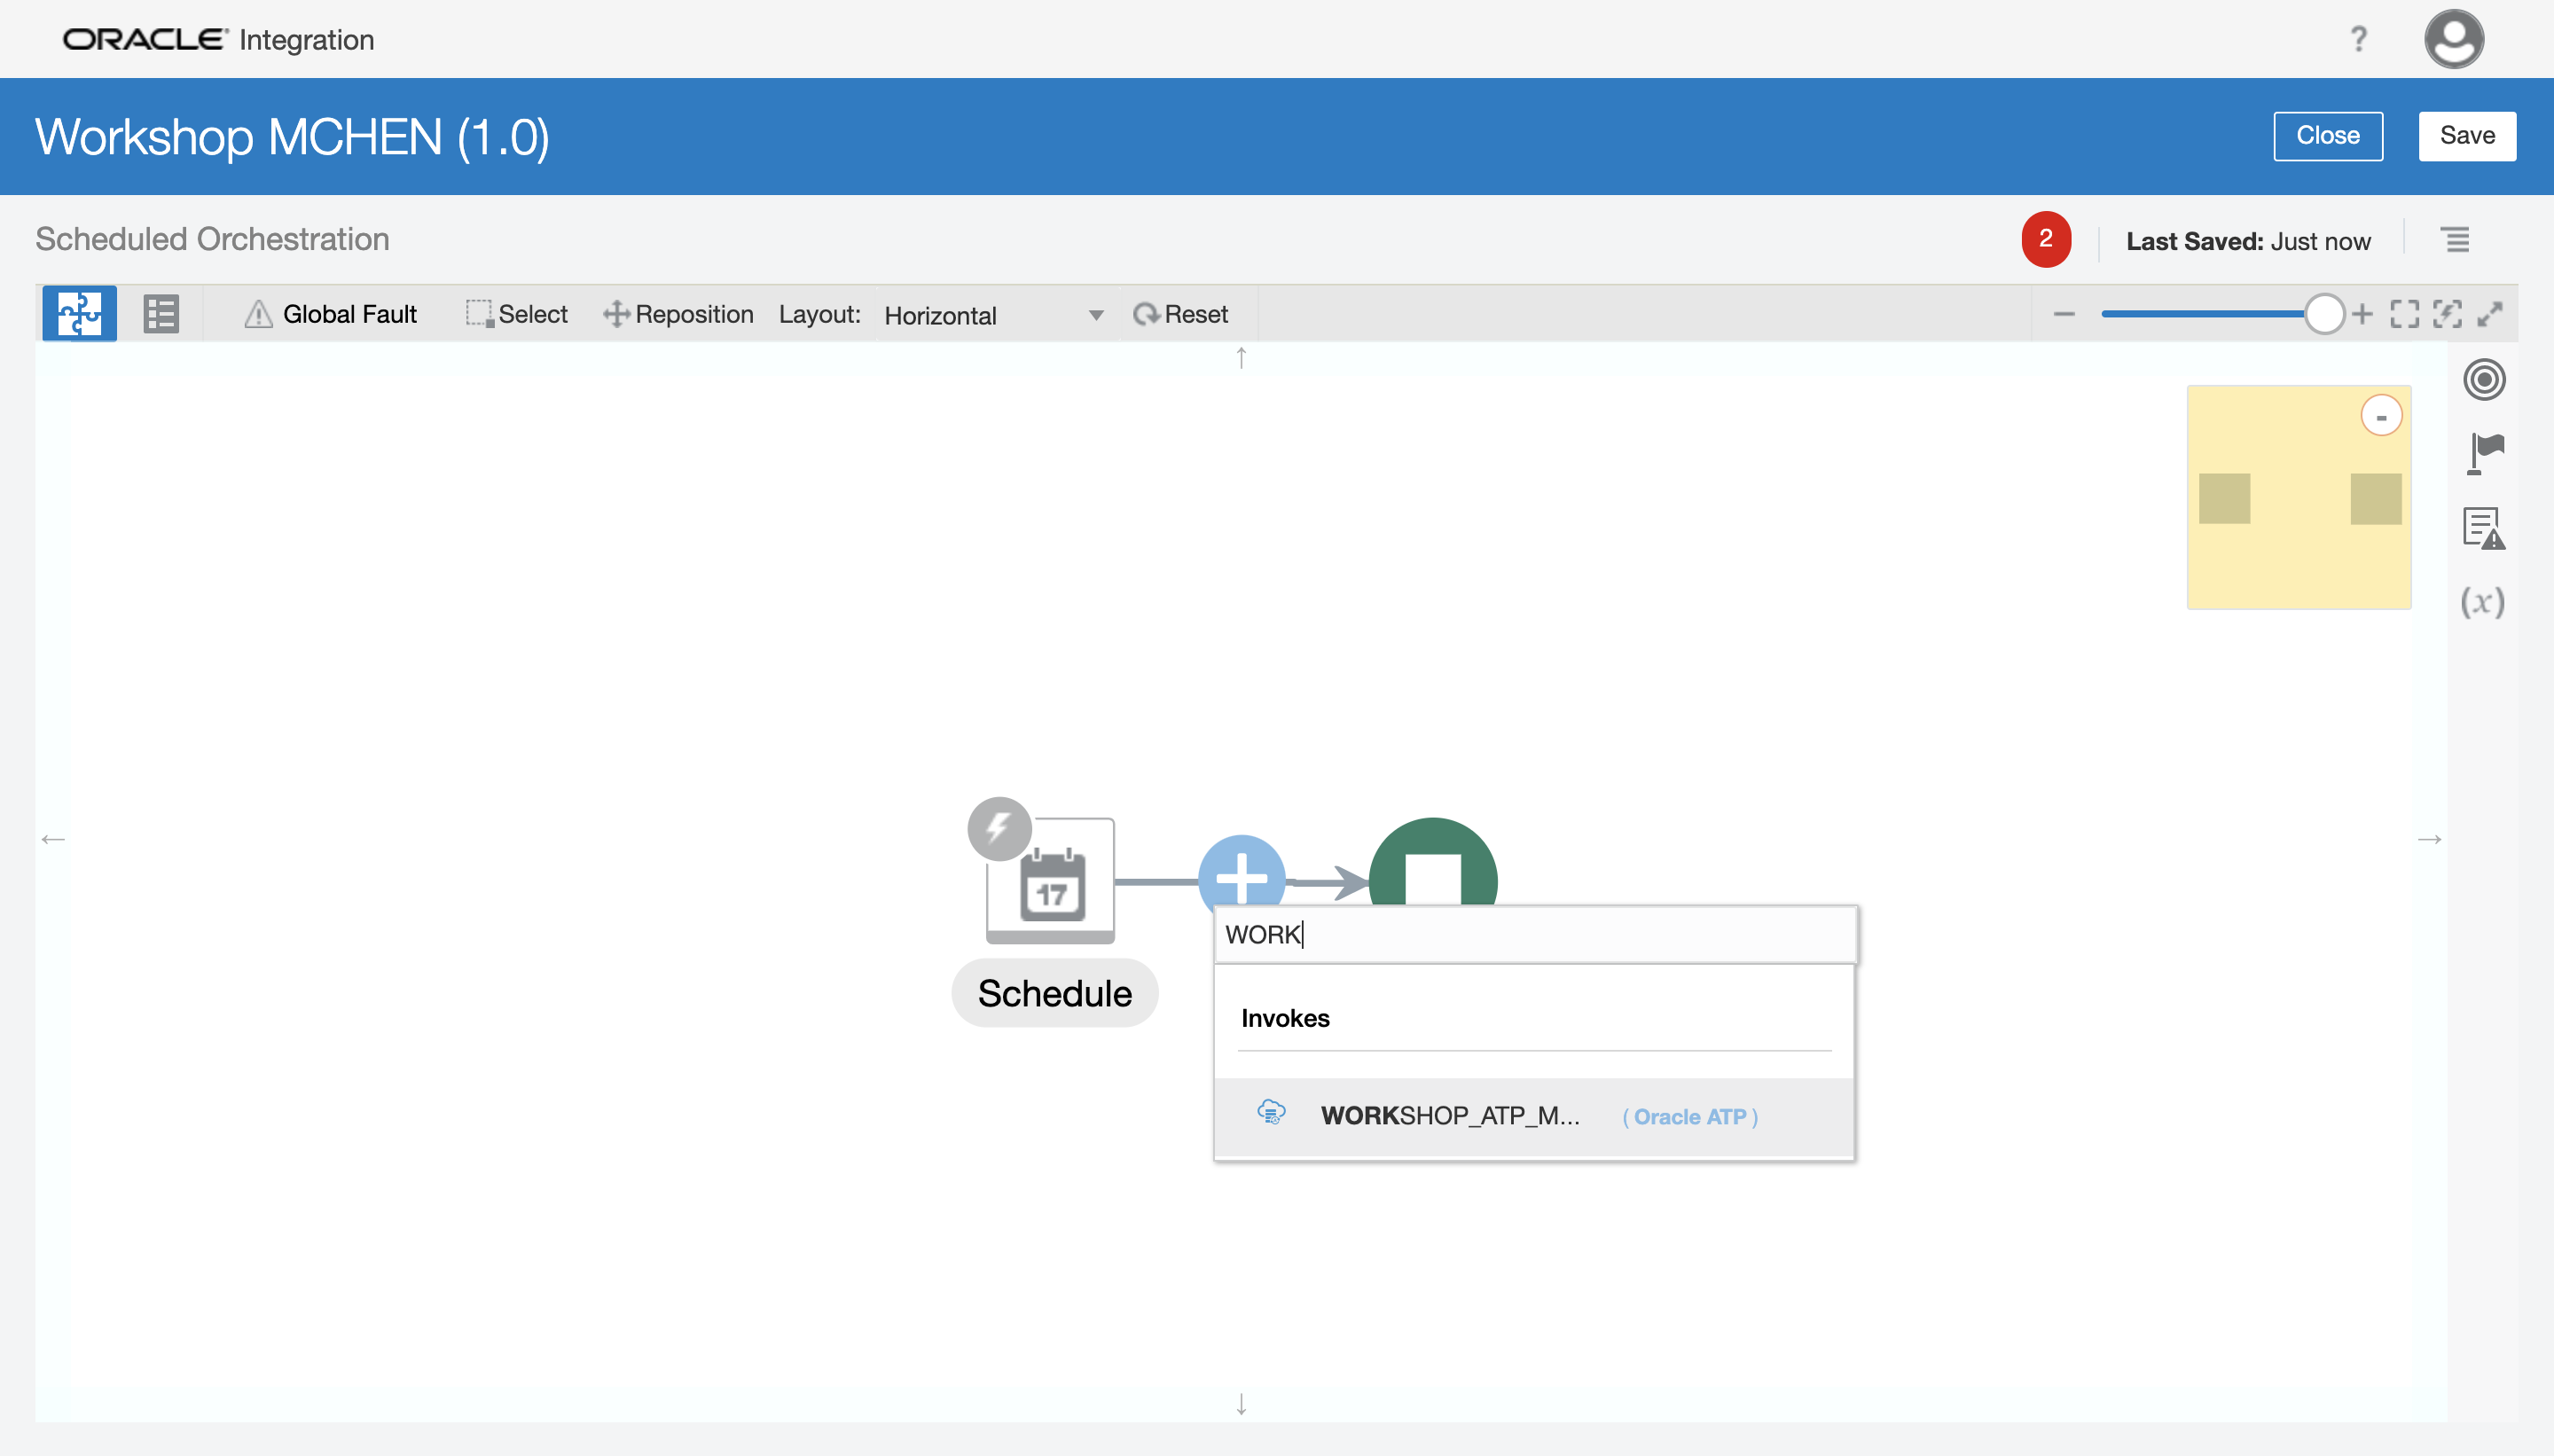 ORACLE Integration
?
Workshop MCHEN (1.0)
Close
Save
Scheduled Orchestration
2
Last Saved: Just now
Global Fault
Select
Reposition
Layout:
Horizontal
Reset
-
(x)
17
Schedule
WORK
Invokes
WORKSHOP_ATP_M...
( Oracle ATP )